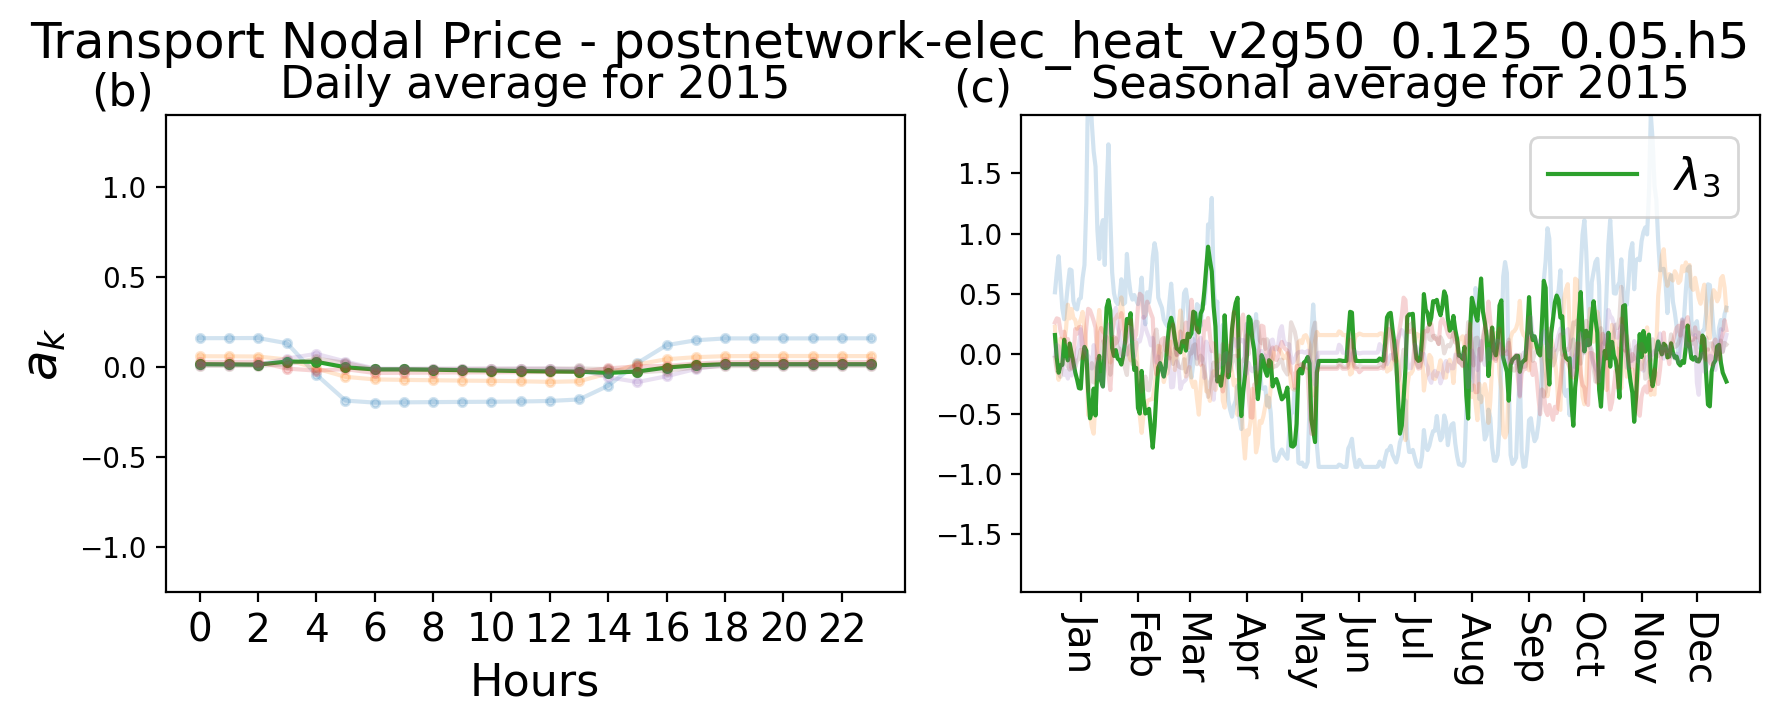 Transport Nodal Price - postnetwork-elec_heat_v2g50_0.125_0.05.h5
(b) Daily average for 2015
1.0
0.5
0.0
−0.5
−1.0
a_k
0 2 4 6 8 10 12 14 16 18 20 22
Hours
(c) Seasonal average for 2015
1.5
1.0
0.5
0.0
−0.5
−1.0
−1.5
λ_3
Jan Feb Mar Apr May Jun Jul Aug Sep Oct Nov Dec